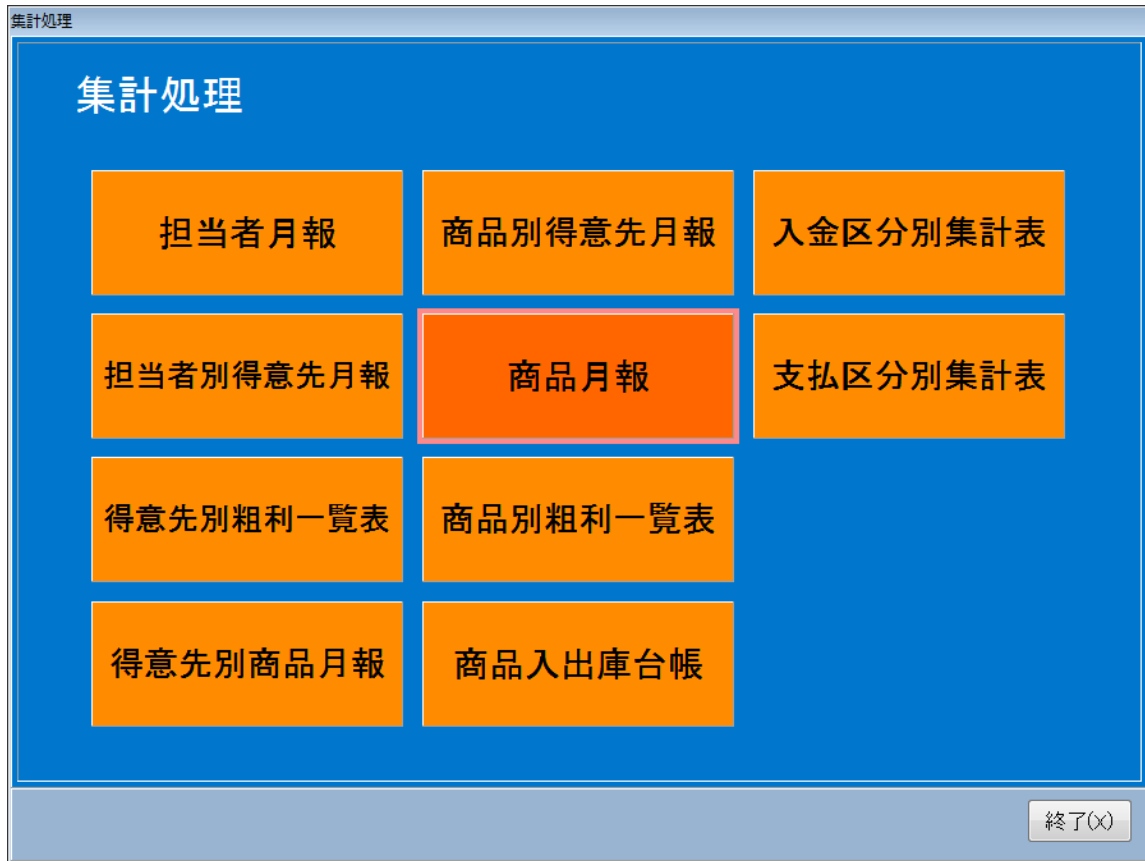 集計処理
集計処理
担当者月報
商品別得意先月報
入金区分別集計表
担当者別得意先月報
商品月報
支払区分別集計表
得意先別粗利一覧表
商品別粗利一覧表
得意先別商品月報
商品入出庫台帳
終了(X)